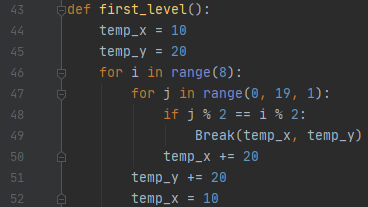 43 def first_level():
44     temp_x = 10
45     temp_y = 20
46     for i in range(8):
47         for j in range(0, 19, 1):
48             if j % 2 == i % 2:
49                 Break(temp_x, temp_y)
50             temp_x += 20
51         temp_y += 20
52         temp_x = 10